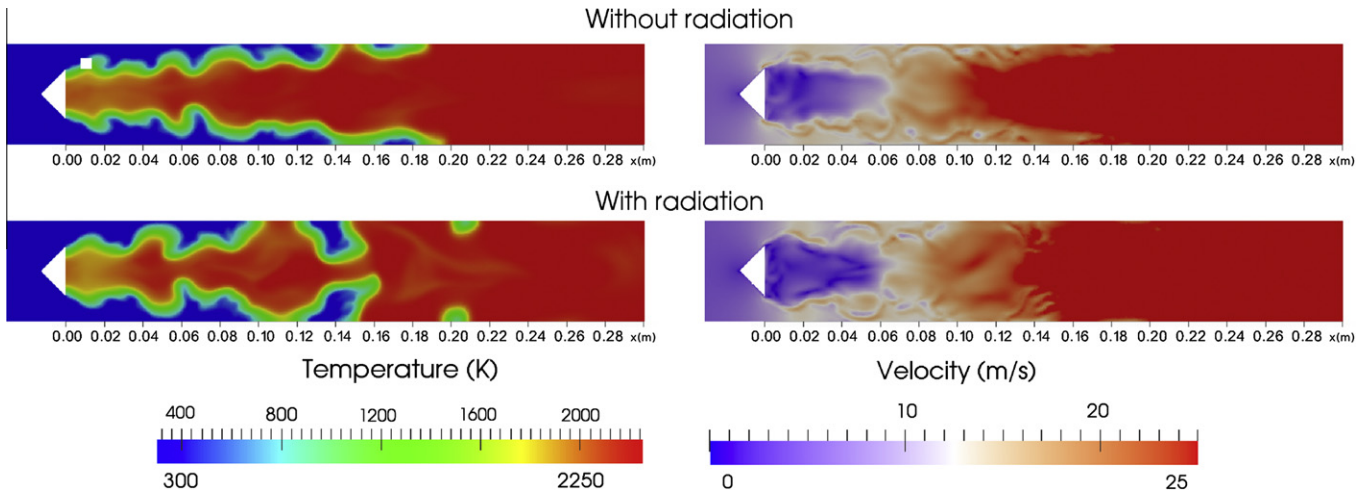 Without radiation
0.00 0.02 0.04 0.06 0.08 0.10 0.12 0.14 0.16 0.18 0.20 0.22 0.24 0.26 0.28 x(m)
0.00 0.02 0.04 0.06 0.08 0.10 0.12 0.14 0.16 0.18 0.20 0.22 0.24 0.26 0.28 x(m)
With radiation
0.00 0.02 0.04 0.06 0.08 0.10 0.12 0.14 0.16 0.18 0.20 0.22 0.24 0.26 0.28 x(m)
0.00 0.02 0.04 0.06 0.08 0.10 0.12 0.14 0.16 0.18 0.20 0.22 0.24 0.26 0.28 x(m)
Temperature (K)
400 800 1200 1600 2000
300 2250
Velocity (m/s)
10 20
0 25